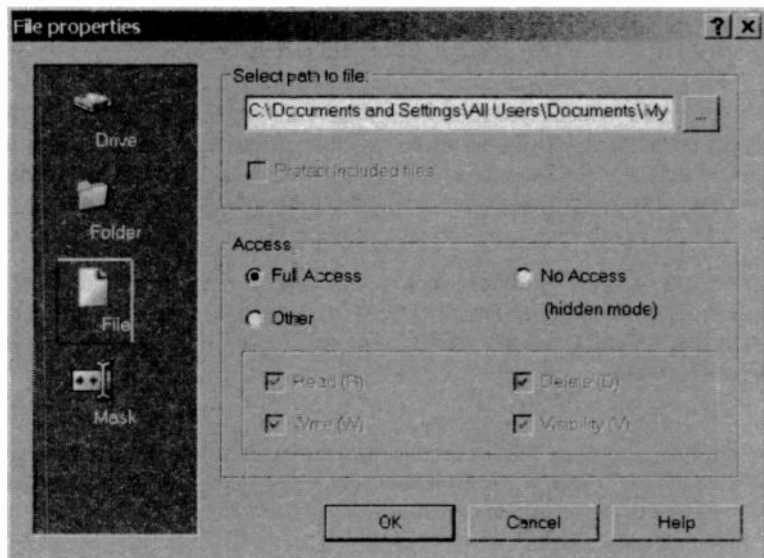 File properties
Drive
Folder
File
Mask
Select path to file:
C:\Documents and Settings\All Users\Documents\My
...
Protect included files
Access
Full Access
No Access
(hidden mode)
Other
Read (R)
Delete (D)
Write (W)
Visibility (V)
OK
Cancel
Help